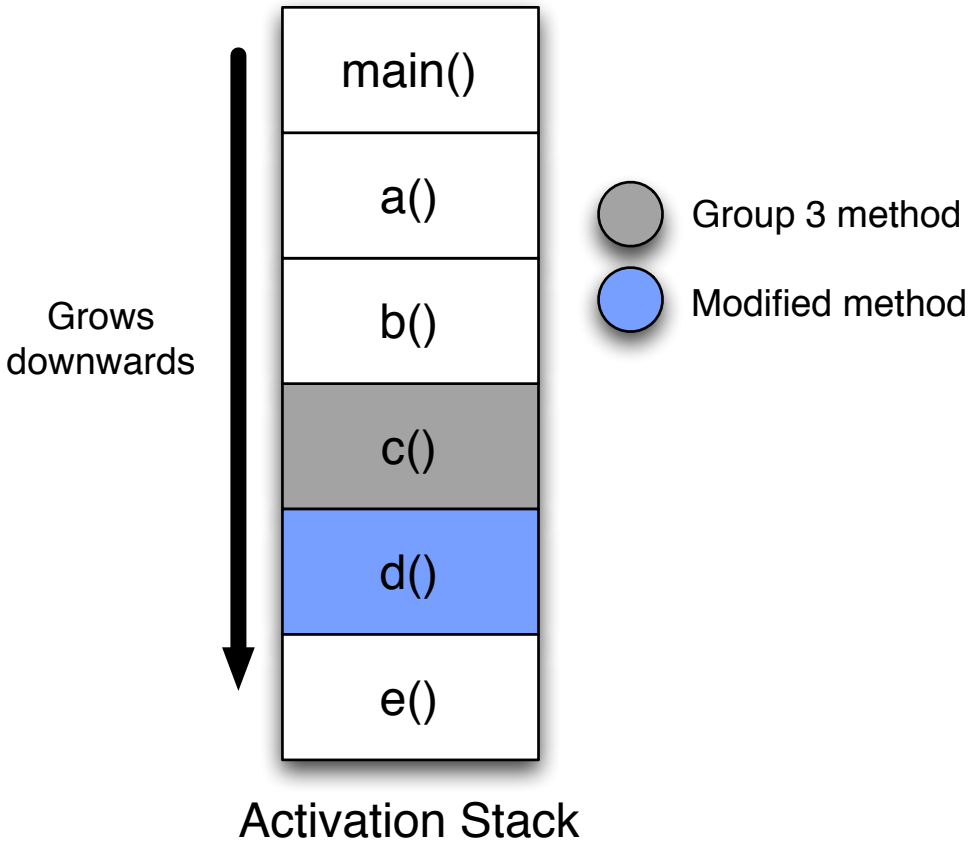 main()
a()
Group 3 method
b()
Modified method
Grows
downwards
c()
d()
e()
Activation Stack